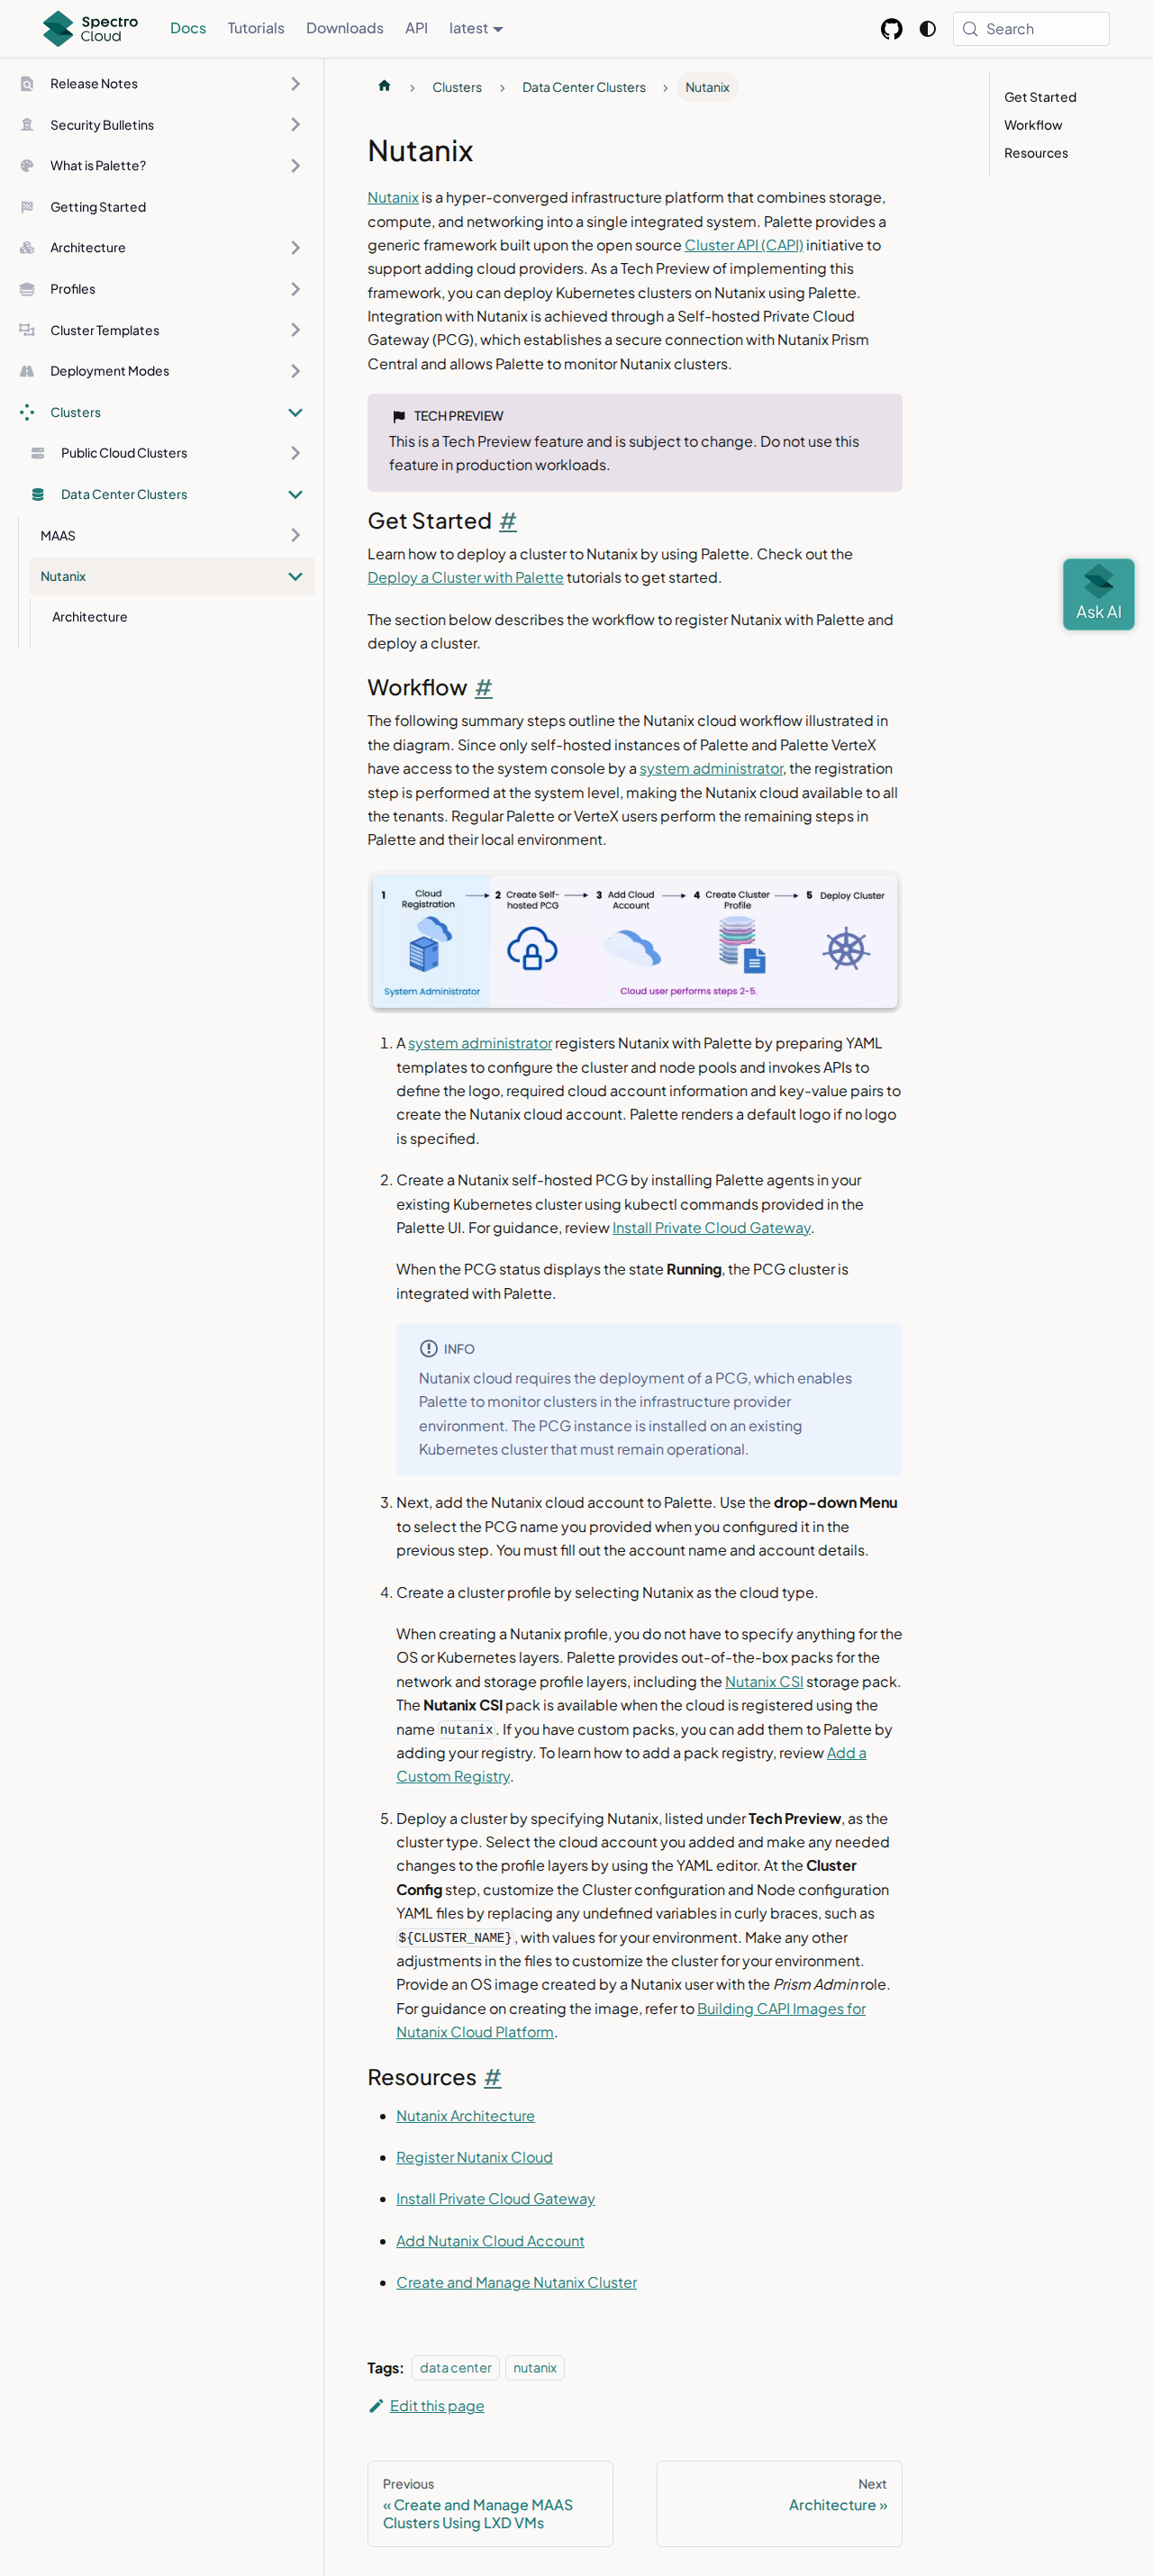 Spectro Cloud
Docs
Tutorials
Downloads
API
latest
Search
Release Notes
Security Bulletins
What is Palette?
Getting Started
Architecture
Profiles
Cluster Templates
Deployment Modes
Clusters
Public Cloud Clusters
Data Center Clusters
MAAS
Nutanix
Architecture
Clusters
Data Center Clusters
Nutanix
Nutanix
Nutanix is a hyper-converged infrastructure platform that combines storage,
compute, and networking into a single integrated system. Palette provides a
generic framework built upon the open source Cluster API (CAPI) initiative to
support adding cloud providers. As a Tech Preview of implementing this
framework, you can deploy Kubernetes clusters on Nutanix using Palette.
Integration with Nutanix is achieved through a Self-hosted Private Cloud
Gateway (PCG), which establishes a secure connection with Nutanix Prism
Central and allows Palette to monitor Nutanix clusters.
TECH PREVIEW
This is a Tech Preview feature and is subject to change. Do not use this
feature in production workloads.
Get Started #
Learn how to deploy a cluster to Nutanix by using Palette. Check out the
Deploy a Cluster with Palette tutorials to get started.
The section below describes the workflow to register Nutanix with Palette and
deploy a cluster.
Workflow #
The following summary steps outline the Nutanix cloud workflow illustrated in
the diagram. Since only self-hosted instances of Palette and Palette VerteX
have access to the system console by a system administrator, the registration
step is performed at the system level, making the Nutanix cloud available to all
the tenants. Regular Palette or VerteX users perform the remaining steps in
Palette and their local environment.
1 Cloud Registration
2 Create Self-hosted PCG
3 Add Cloud Account
4 Create Cluster Profile
5 Deploy Cluster
System Administrator
Cloud user performs steps 2-5.
1. A system administrator registers Nutanix with Palette by preparing YAML
templates to configure the cluster and node pools and invokes APIs to
define the logo, required cloud account information and key-value pairs to
create the Nutanix cloud account. Palette renders a default logo if no logo
is specified.
2. Create a Nutanix self-hosted PCG by installing Palette agents in your
existing Kubernetes cluster using kubectl commands provided in the
Palette UI. For guidance, review Install Private Cloud Gateway.
When the PCG status displays the state Running, the PCG cluster is
integrated with Palette.
INFO
Nutanix cloud requires the deployment of a PCG, which enables
Palette to monitor clusters in the infrastructure provider
environment. The PCG instance is installed on an existing
Kubernetes cluster that must remain operational.
3. Next, add the Nutanix cloud account to Palette. Use the drop-down Menu
to select the PCG name you provided when you configured it in the
previous step. You must fill out the account name and account details.
4. Create a cluster profile by selecting Nutanix as the cloud type.
When creating a Nutanix profile, you do not have to specify anything for the
OS or Kubernetes layers. Palette provides out-of-the-box packs for the
network and storage profile layers, including the Nutanix CSI storage pack.
The Nutanix CSI pack is available when the cloud is registered using the
name nutanix. If you have custom packs, you can add them to Palette by
adding your registry. To learn how to add a pack registry, review Add a
Custom Registry.
5. Deploy a cluster by specifying Nutanix, listed under Tech Preview, as the
cluster type. Select the cloud account you added and make any needed
changes to the profile layers by using the YAML editor. At the Cluster
Config step, customize the Cluster configuration and Node configuration
YAML files by replacing any undefined variables in curly braces, such as
${CLUSTER_NAME}, with values for your environment. Make any other
adjustments in the files to customize the cluster for your environment.
Provide an OS image created by a Nutanix user with the Prism Admin role.
For guidance on creating the image, refer to Building CAPI Images for
Nutanix Cloud Platform.
Resources #
Nutanix Architecture
Register Nutanix Cloud
Install Private Cloud Gateway
Add Nutanix Cloud Account
Create and Manage Nutanix Cluster
Tags: data center nutanix
Edit this page
Previous
« Create and Manage MAAS
Clusters Using LXD VMs
Next
Architecture »
Get Started
Workflow
Resources
Ask AI